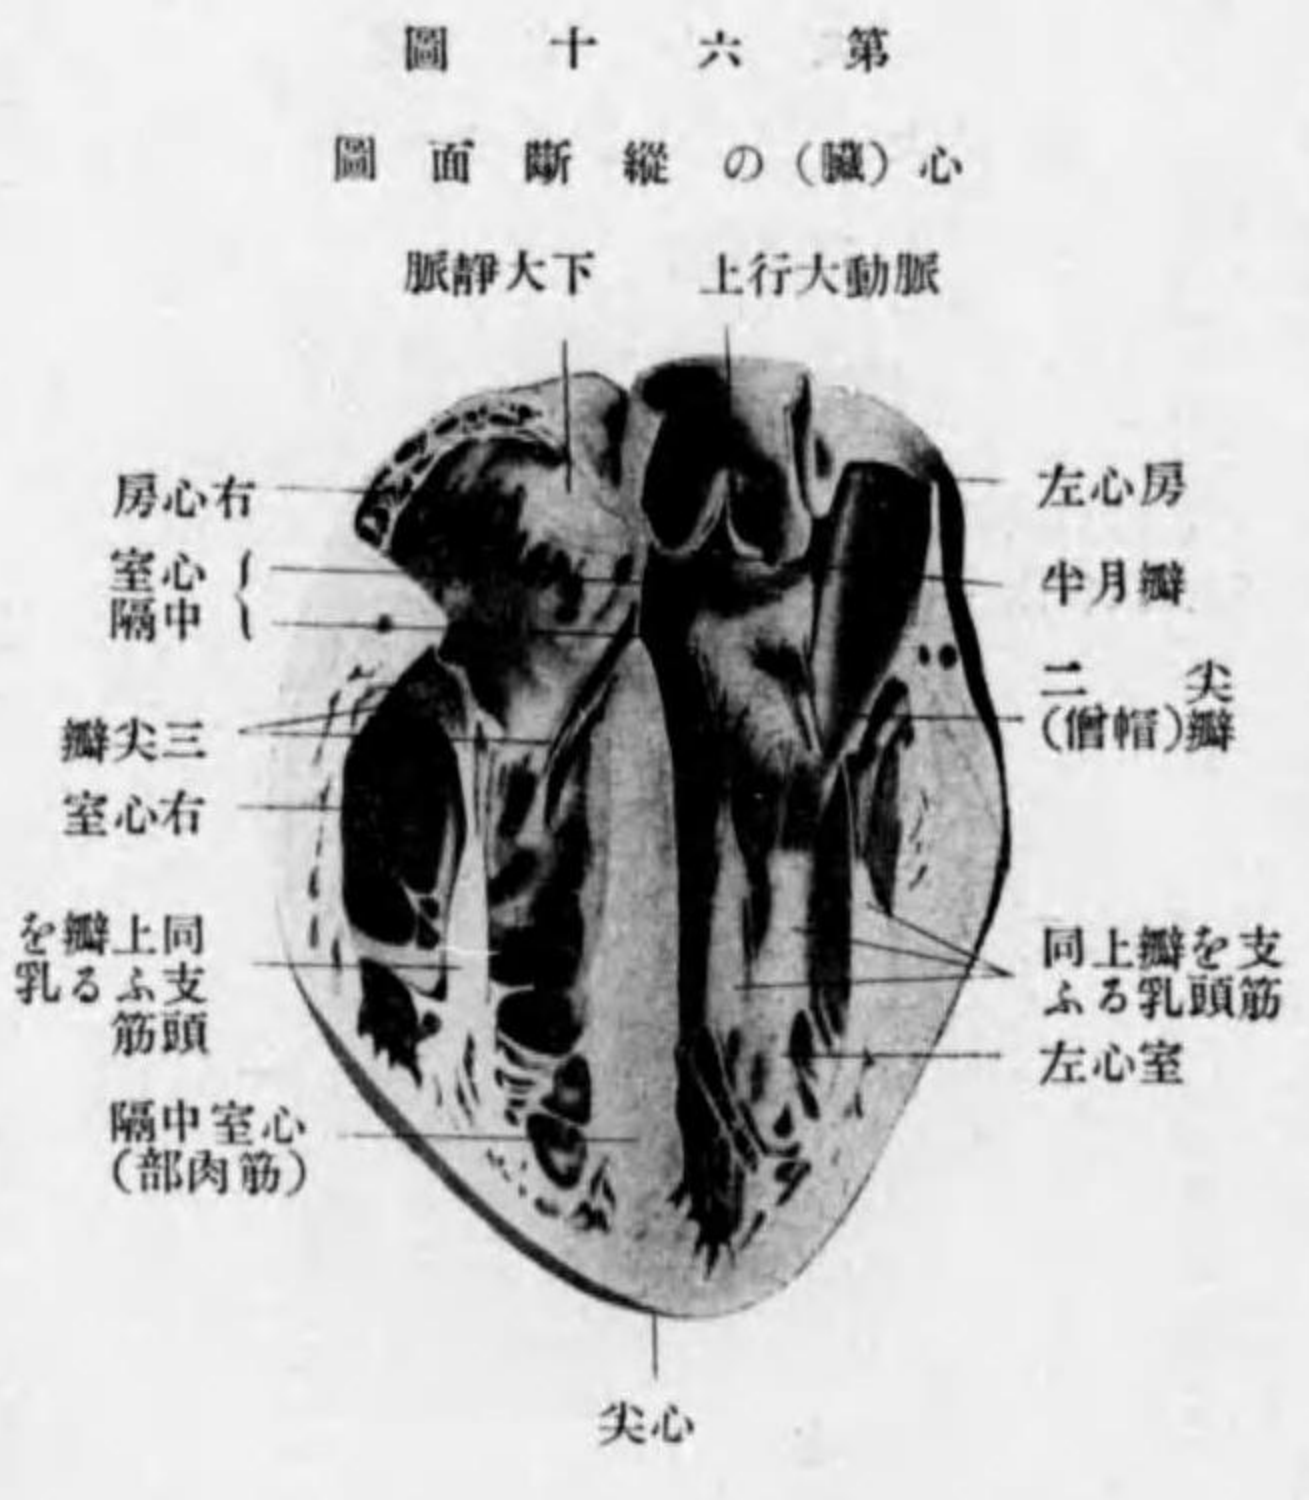 第六十圖
心(臟)の縱斷面圖
下大靜脈
上行大動脈
右心房
心室
中隔
三尖瓣
右心室
同上瓣を
支ふる乳
頭筋
心室中隔
(筋肉部)
左心房
半月瓣
二尖
(僧帽)瓣
同上瓣を支
ふる乳頭筋
左心室
心尖